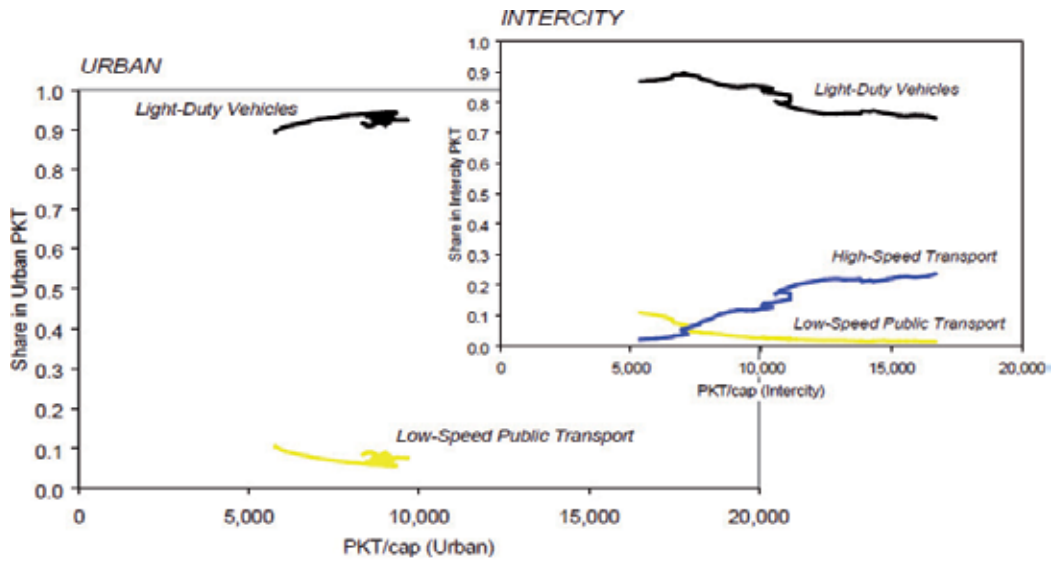 URBAN
Share in Urban PKT
1.0
0.9
0.8
0.7
0.6
0.5
0.4
0.3
0.2
0.1
0.0
Light-Duty Vehicles
Low-Speed Public Transport
0
5,000
10,000
15,000
20,000
PKT/cap (Urban)
INTERCITY
Share in Intercity PKT
1.0
0.9
0.8
0.7
0.6
0.5
0.4
0.3
0.2
0.1
0.0
Light-Duty Vehicles
High-Speed Transport
Low-Speed Public Transport
0
5,000
10,000
15,000
20,000
PKT/cap (Intercity)